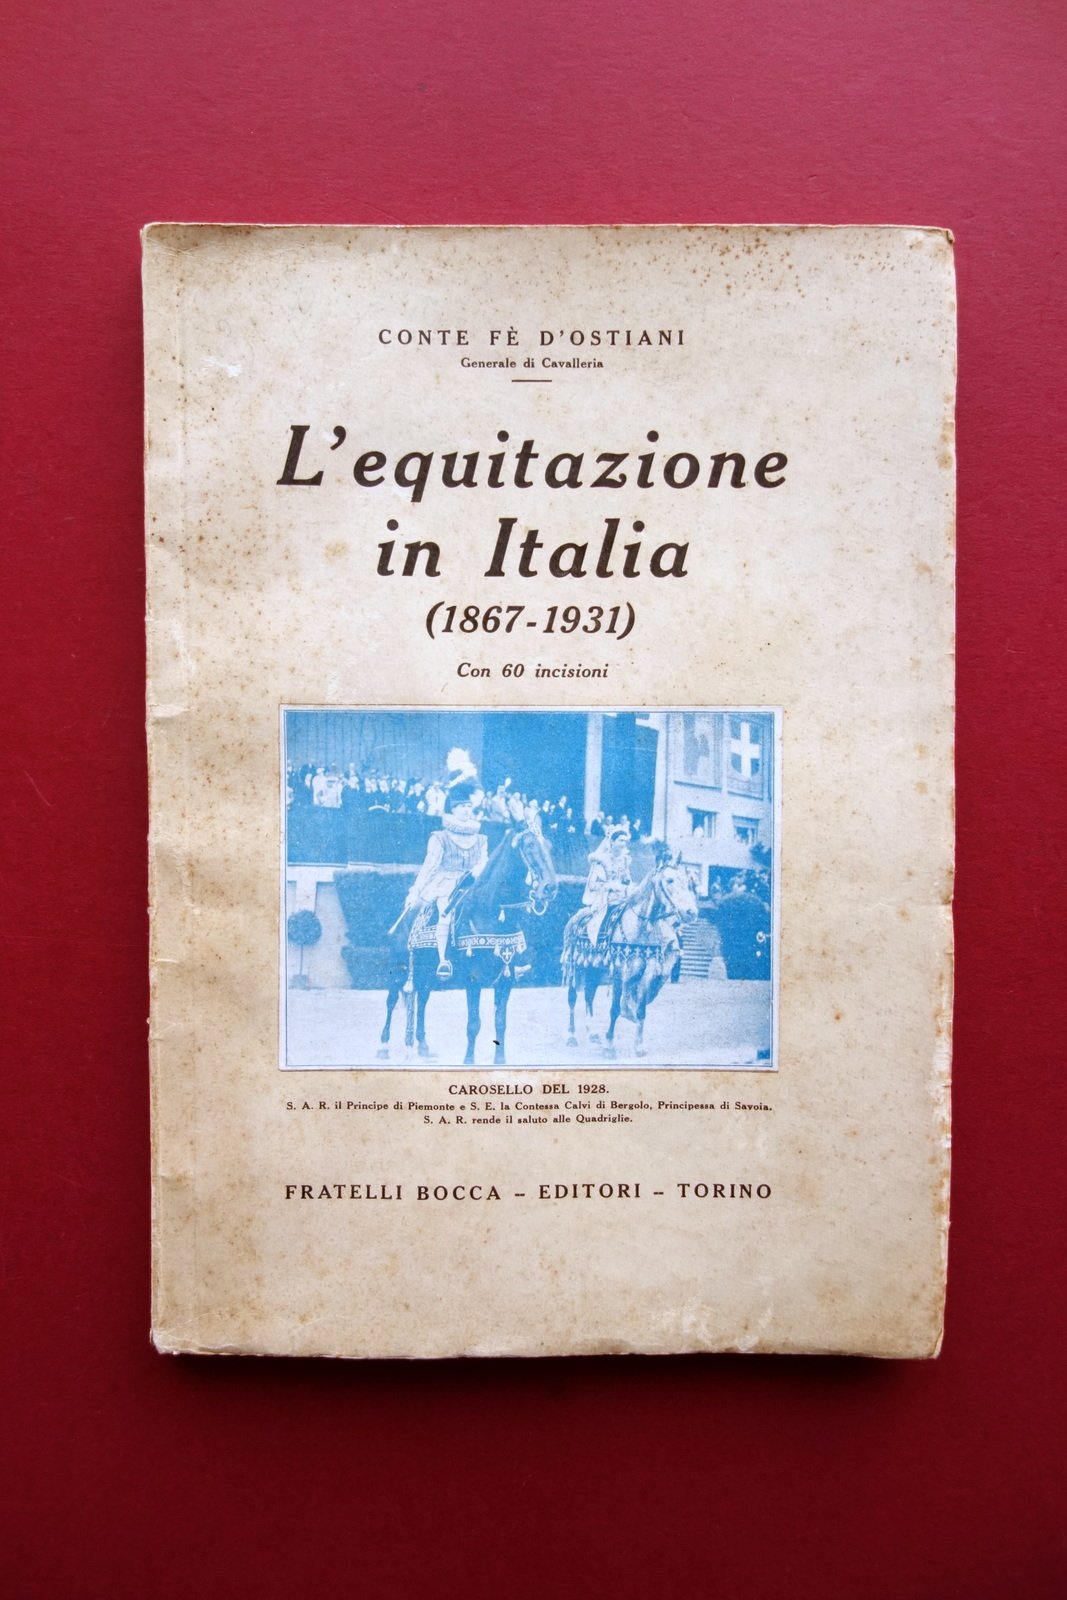 CONTE FÈ D'OSTIANI
Generale di Cavalleria
L'equitazione
in Italia
(1867-1931)
Con 60 incisioni
CAROSELLO DEL 1928.
S. A. R. il Principe di Piemonte e S. E. la Contessa Calvi di Bergolo, Principessa di Savoia.
S. A. R. rende il saluto alle Quadriglie.
FRATELLI BOCCA - EDITORI - TORINO